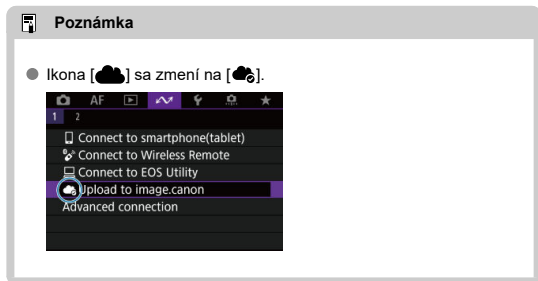 Poznámka
Ikona [ ] sa zmení na [ ].
AF
1 2
Connect to smartphone(tablet)
Connect to Wireless Remote
Connect to EOS Utility
Upload to image.canon
Advanced connection